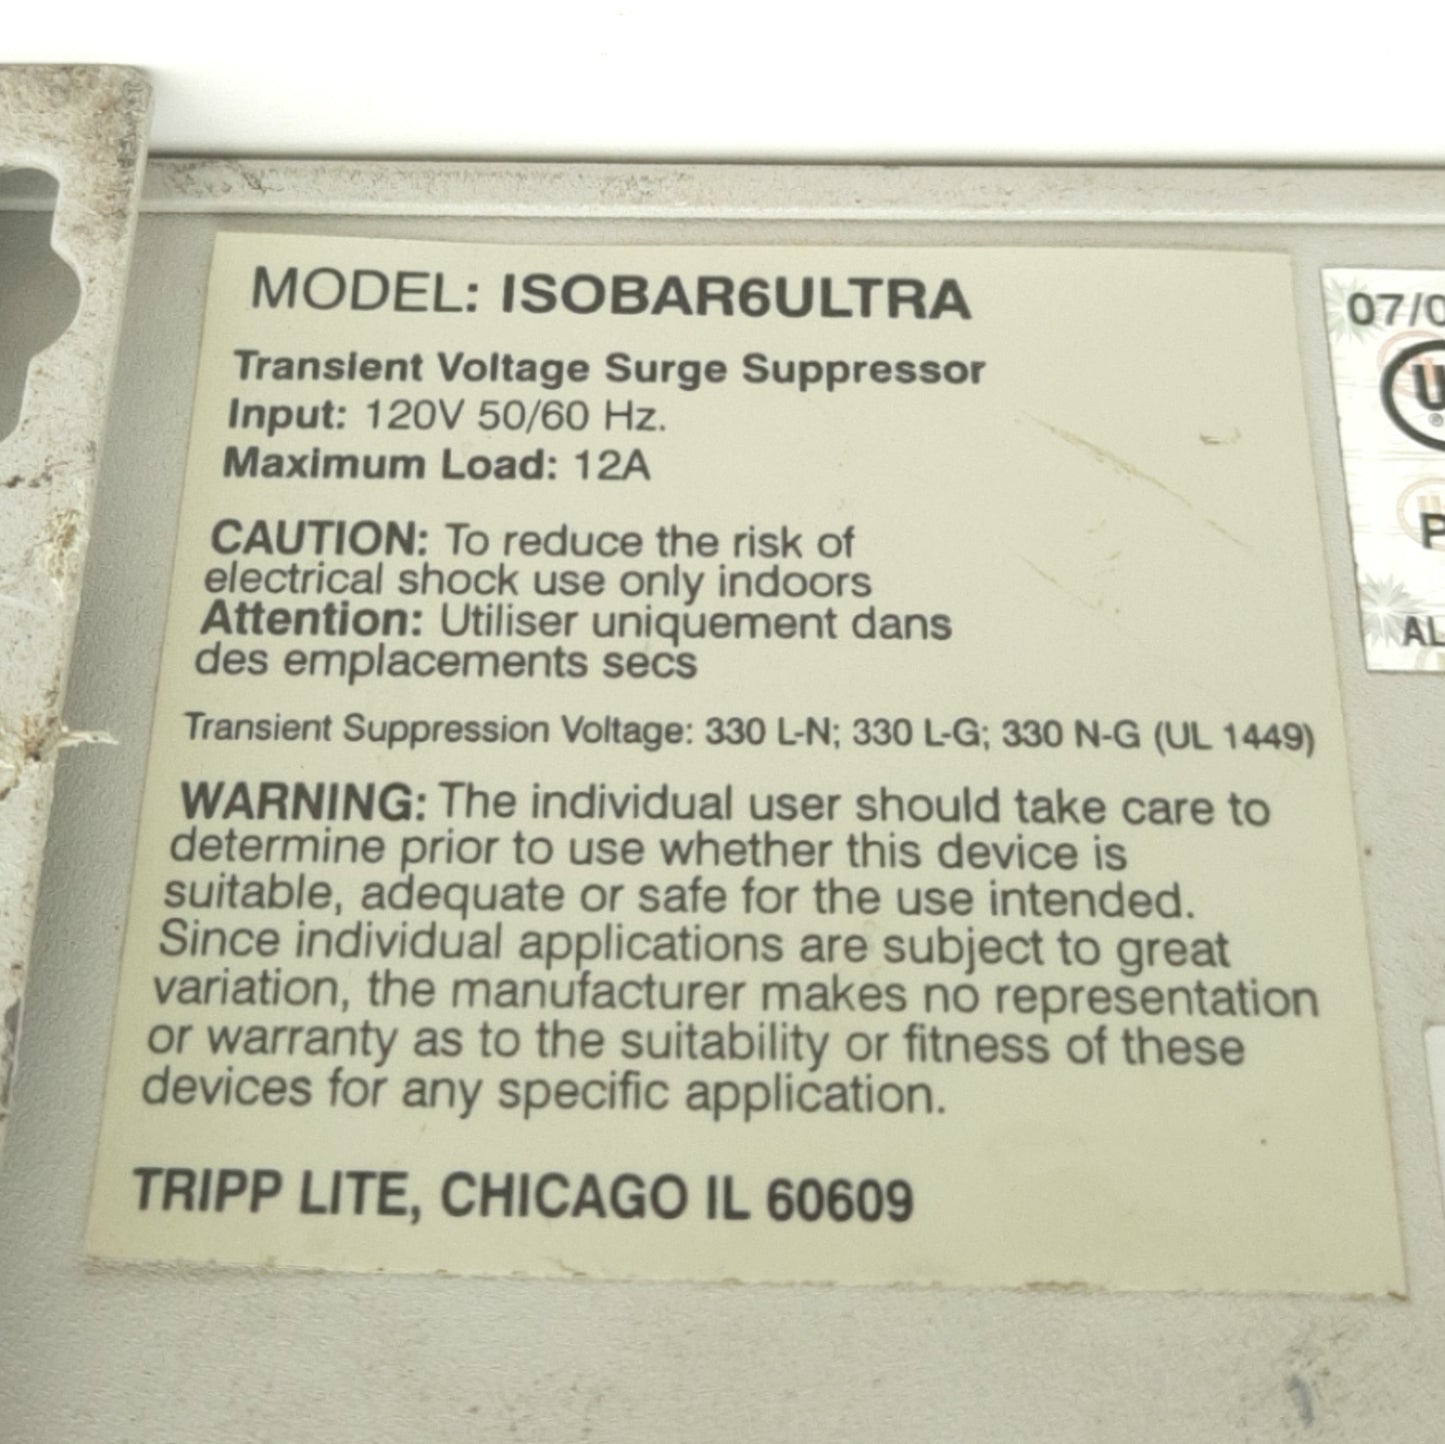 MODEL: ISOBAR6ULTRA
Transient Voltage Surge Suppressor
Input: 120V 50/60 Hz.
Maximum Load: 12A
CAUTION: To reduce the risk of
electrical shock use only indoors
Attention: Utiliser uniquement dans
des emplacements secs
Transient Suppression Voltage: 330 L-N; 330 L-G; 330 N-G (UL 1449)
WARNING: The individual user should take care to
determine prior to use whether this device is
suitable, adequate or safe for the use intended.
Since individual applications are subject to great
variation, the manufacturer makes no representation
or warranty as to the suitability or fitness of these
devices for any specific application.
TRIPP LITE, CHICAGO IL 60609
07/0
U
P
AL